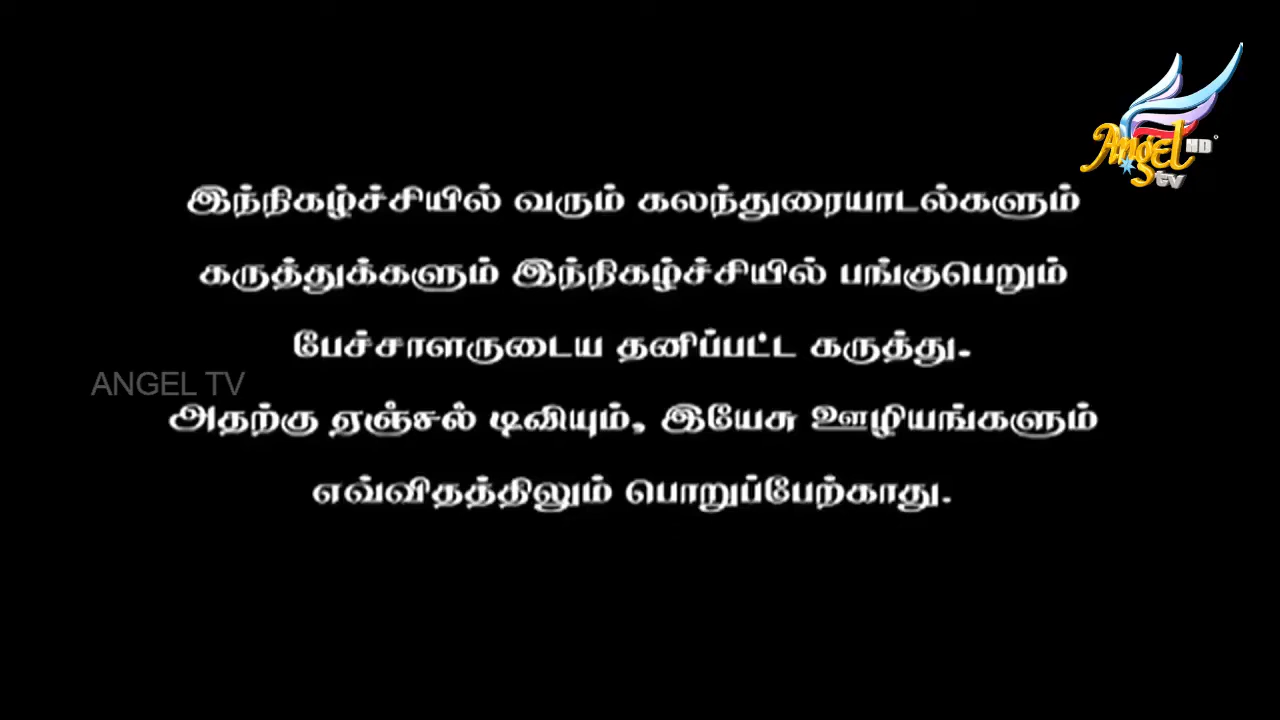 Angel HD
tv
இந்நிகழ்ச்சியில் வரும் கலந்துரையாடல்களும்
கருத்துக்களும் இந்நிகழ்ச்சியில் பங்குபெறும்
பேச்சாளருடைய தனிப்பட்ட கருத்து.
ANGEL TV
அதற்கு ஏஞ்சல் டிவியும், இயேசு ஊழியங்களும்
எவ்விதத்திலும் பொறுப்பேற்காது.